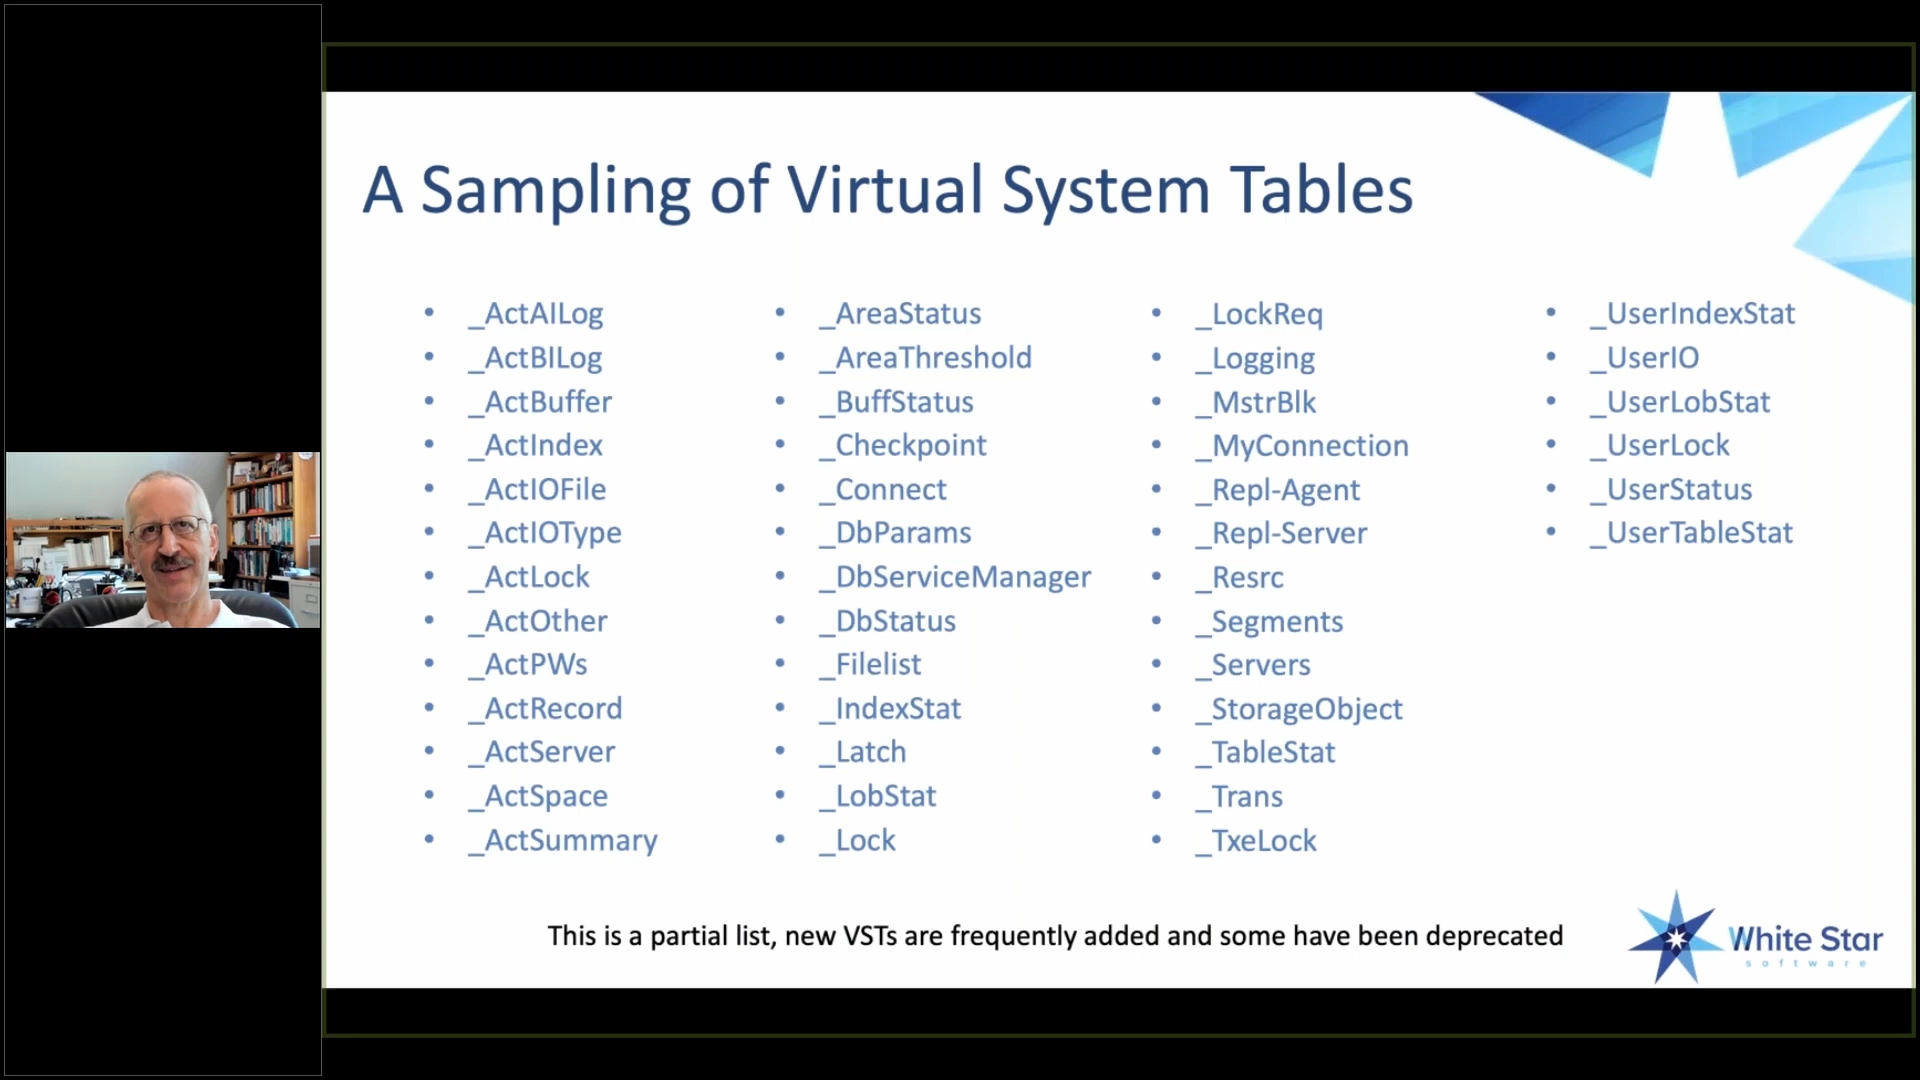 A Sampling of Virtual System Tables
• _ActAILog
• _ActBILog
• _ActBuffer
• _ActIndex
• _ActIOFile
• _ActIOType
• _ActLock
• _ActOther
• _ActPWs
• _ActRecord
• _ActServer
• _ActSpace
• _ActSummary
• _AreaStatus
• _AreaThreshold
• _BuffStatus
• _Checkpoint
• _Connect
• _DbParams
• _DbServiceManager
• _DbStatus
• _Filelist
• _IndexStat
• _Latch
• _LobStat
• _Lock
• _LockReq
• _Logging
• _MstrBlk
• _MyConnection
• _Repl-Agent
• _Repl-Server
• _Resrc
• _Segments
• _Servers
• _StorageObject
• _TableStat
• _Trans
• _TxeLock
• _UserIndexStat
• _UserIO
• _UserLobStat
• _UserLock
• _UserStatus
• _UserTableStat
This is a partial list, new VSTs are frequently added and some have been deprecated
White Star
software